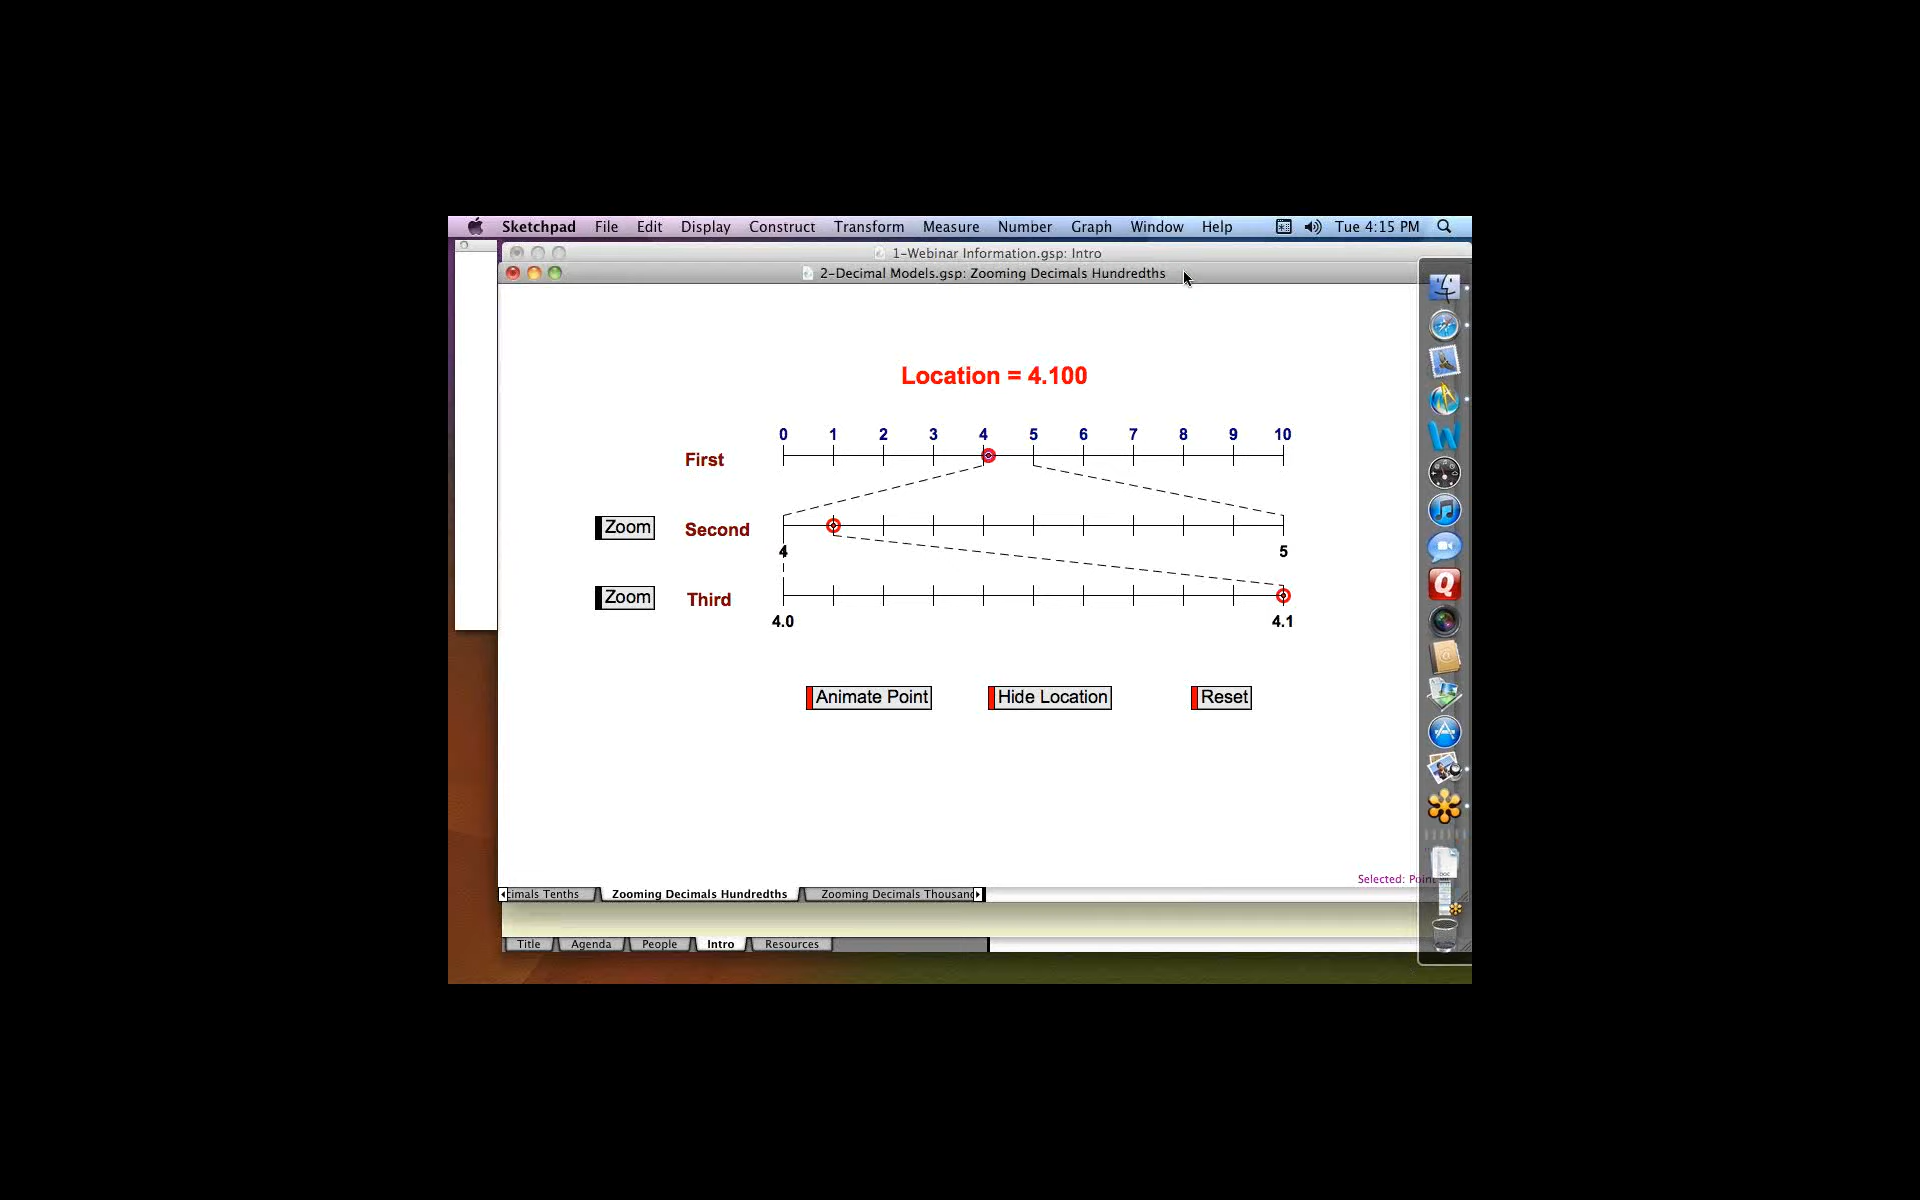 Sketchpad File Edit Display Construct Transform Measure Number Graph Window Help Tue 4:15 PM
1-Webinar Information.gsp: Intro
2-Decimal Models.gsp: Zooming Decimals Hundredths
Location = 4.100
0 1 2 3 4 5 6 7 8 9 10
First
Zoom Second
4 5
Zoom Third
4.0 4.1
Animate Point Hide Location Reset
Selected: Point
cimals Tenths Zooming Decimals Hundredths Zooming Decimals Thousand
Title Agenda People Intro Resources